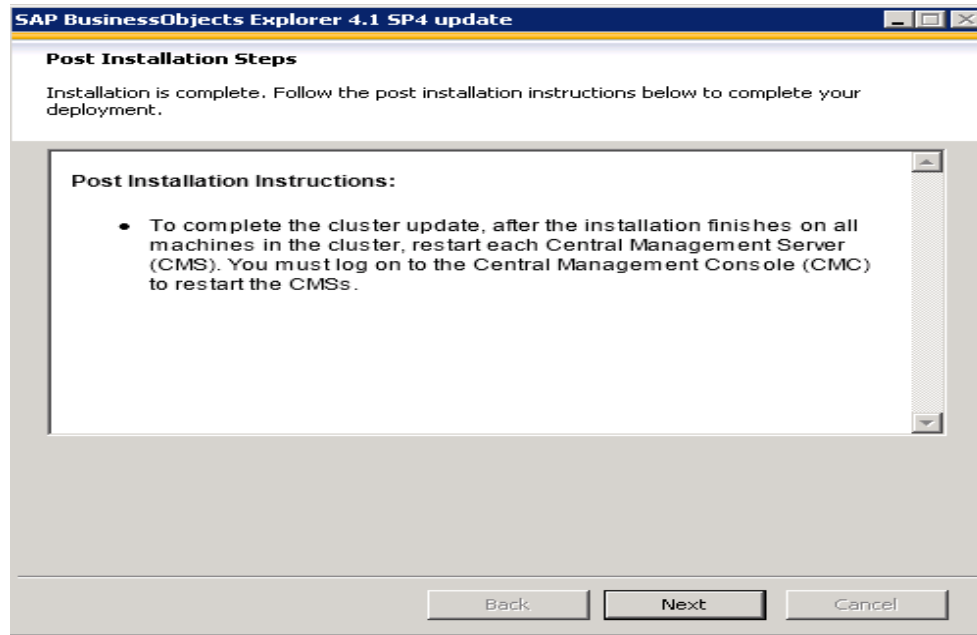 SAP BusinessObjects Explorer 4.1 SP4 update
Post Installation Steps
Installation is complete. Follow the post installation instructions below to complete your
deployment.
Post Installation Instructions:
• To complete the cluster update, after the installation finishes on all
machines in the cluster, restart each Central Management Server
(CMS). You must log on to the Central Management Console (CMC)
to restart the CMSs.
Back Next Cancel